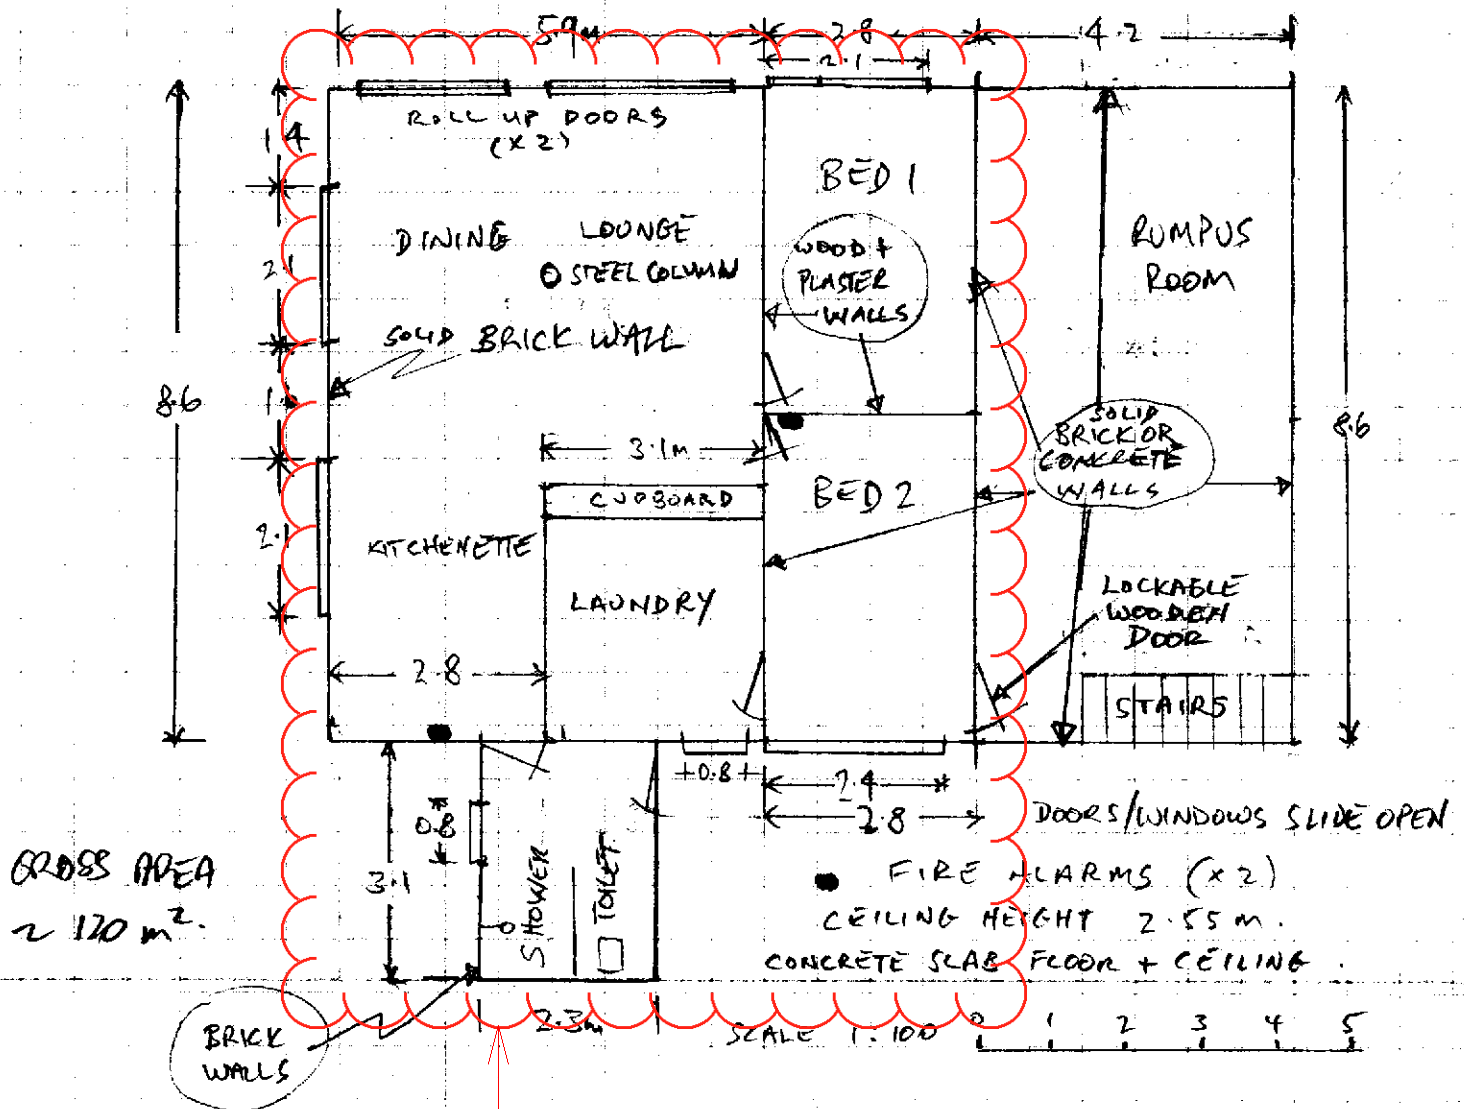 5.9m 2.8 4.2
2.1
ROLL UP DOORS
(X2)
1.4
BED 1
DINING
LOUNGE
STEEL COLUMN
WOOD +
PLASTER
WALLS
RUMPUS
ROOM
2.1
SOLID BRICK WALL
8.6
SOLID
BRICK OR
CONCRETE
WALLS
8.6
3.1m
CUPBOARD
BED 2
2.1
KITCHENETTE
LAUNDRY
LOCKABLE
WOODEN
DOOR
2.8
STAIRS
0.8
2.4
2.8
0.8
3.1
SHOWER
TOILET
DOORS/WINDOWS SLIDE OPEN
FIRE ALARMS (X2)
CEILING HEIGHT 2.55m.
CONCRETE SLAB FLOOR + CEILING.
GROSS AREA
~ 120 m².
BRICK
WALLS
2.3m
SCALE 1:100
0 1 2 3 4 5